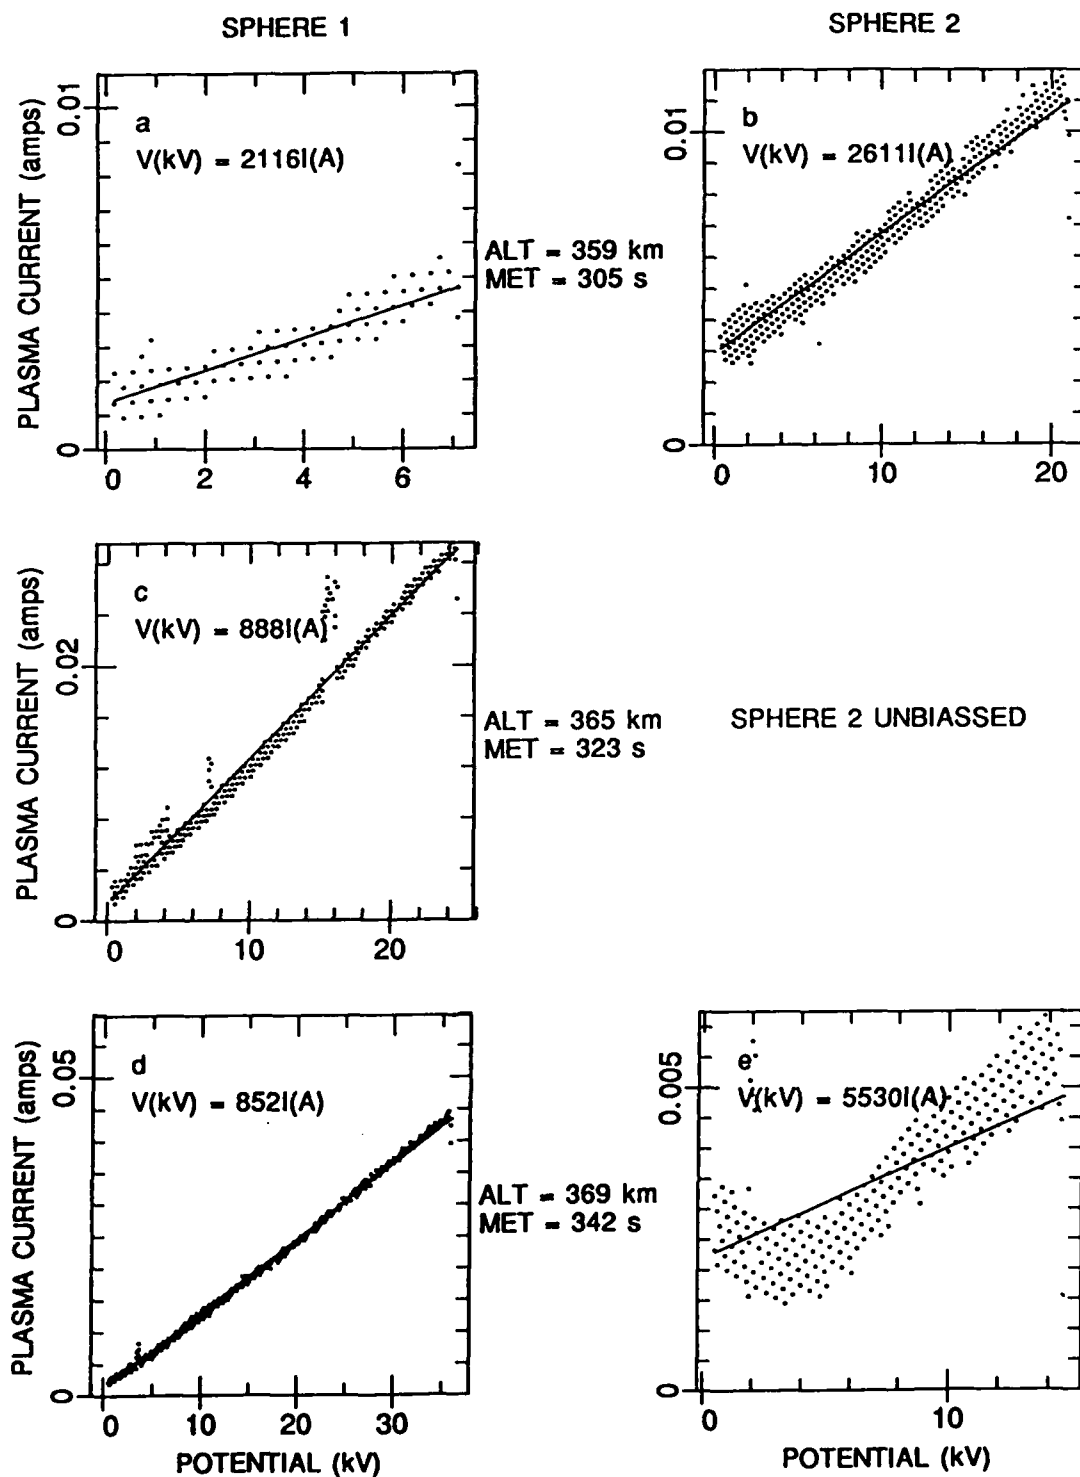 SPHERE 1
SPHERE 2
PLASMA CURRENT (amps)
0.01
0
a
V(kV) = 2116I(A)
0 2 4 6
ALT = 359 km
MET = 305 s
0.01
0
b
V(kV) = 2611I(A)
0 10 20
PLASMA CURRENT (amps)
0.02
0
c
V(kV) = 888I(A)
0 10 20
ALT = 365 km
MET = 323 s
SPHERE 2 UNBIASSED
PLASMA CURRENT (amps)
0.05
0
d
V(kV) = 852I(A)
0 10 20 30
POTENTIAL (kV)
ALT = 369 km
MET = 342 s
0.005
0
e
V(kV) = 5530I(A)
0 10
POTENTIAL (kV)